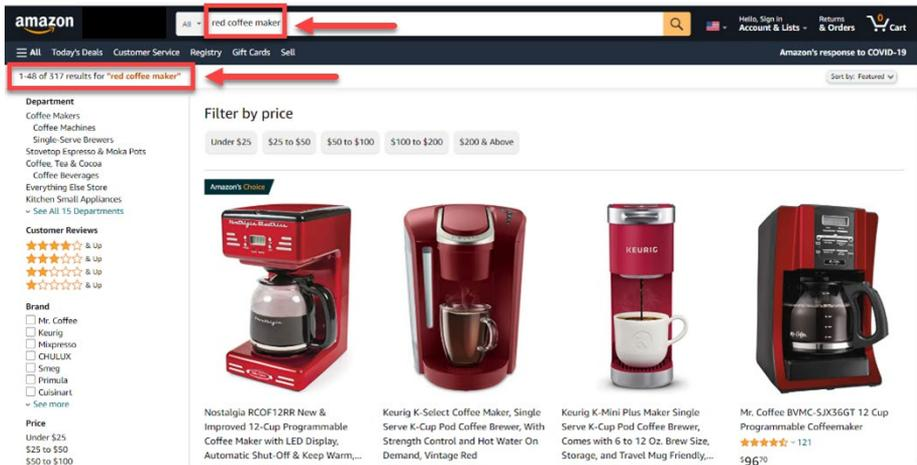 amazon
All
red coffee maker
Hello, Sign in
Account & Lists
Returns
& Orders
0
Cart
All Today's Deals Customer Service Registry Gift Cards Sell
Amazon's response to COVID-19
1-48 of 317 results for "red coffee maker"
Sort by: Featured
Department
Coffee Makers
Coffee Machines
Single-Serve Brewers
Stovetop Espresso & Moka Pots
Coffee, Tea & Cocoa
Coffee Beverages
Everything Else Store
Kitchen Small Appliances
See All 15 Departments
Customer Reviews
& Up
& Up
& Up
& Up
Brand
Mr. Coffee
Keurig
Mixpresso
CHULUX
Smeg
Primula
Cuisinart
See more
Price
Under $25
$25 to $50
$50 to $100
Filter by price
Under $25
$25 to $50
$50 to $100
$100 to $200
$200 & Above
Amazon's Choice
Nostalgia Electrics
Nostalgia
KEURIG
Mr. Coffee
Nostalgia RCOF12RR New &
Improved 12-Cup Programmable
Coffee Maker with LED Display,
Automatic Shut-Off & Keep Warm,...
Keurig K-Select Coffee Maker, Single
Serve K-Cup Pod Coffee Brewer, With
Strength Control and Hot Water On
Demand, Vintage Red
Keurig K-Mini Plus Maker Single
Serve K-Cup Pod Coffee Brewer,
Comes with 6 to 12 Oz. Brew Size,
Storage, and Travel Mug Friendly,...
Mr. Coffee BVMC-SJX36GT 12 Cup
Programmable Coffeemaker
121
$9670